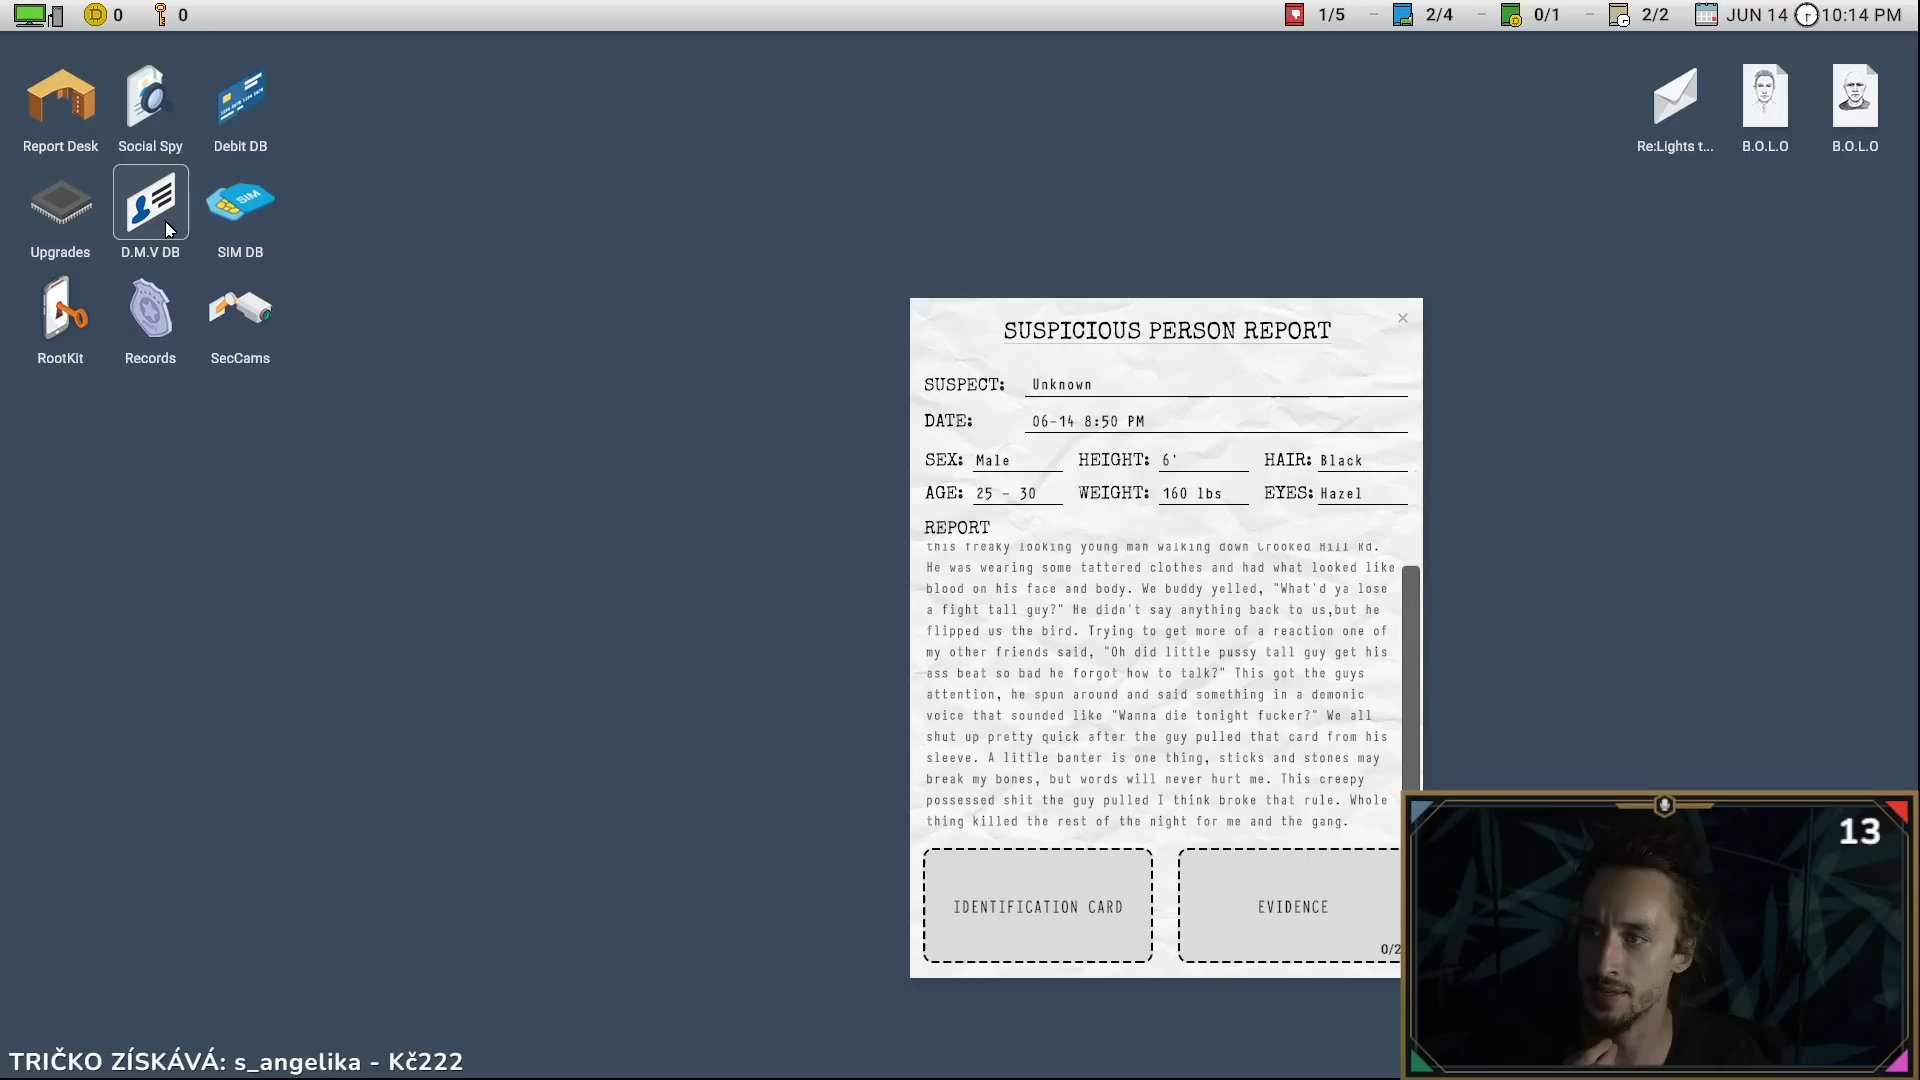 0
0
1/5
2/4
0/1
2/2
JUN 14
10:14 PM
Report Desk
Social Spy
Debit DB
Re:Lights t...
B.O.L.O
B.O.L.O
SIM
Upgrades
D.M.V DB
SIM DB
RootKit
Records
SecCams
SUSPICIOUS PERSON REPORT
SUSPECT: Unknown
DATE: 06-14 8:50 PM
SEX: Male HEIGHT: 6' HAIR: Black
AGE: 25 - 30 WEIGHT: 160 lbs EYES: Hazel
REPORT
this freaky looking young man walking down Crooked Hill Rd.
He was wearing some tattered clothes and had what looked like
blood on his face and body. We buddy yelled, "What'd ya lose
a fight tall guy?" He didn't say anything back to us,but he
flipped us the bird. Trying to get more of a reaction one of
my other friends said, "Oh did little pussy tall guy get his
ass beat so bad he forgot how to talk?" This got the guys
attention, he spun around and said something in a demonic
voice that sounded like "Wanna die tonight fucker?" We all
shut up pretty quick after the guy pulled that card from his
sleeve. A little banter is one thing, sticks and stones may
break my bones, but words will never hurt me. This creepy
possessed shit the guy pulled I think broke that rule. Whole
thing killed the rest of the night for me and the gang.
IDENTIFICATION CARD
EVIDENCE
0/2
13
TRIČKO ZÍSKÁVÁ: s_angelika - Kč222